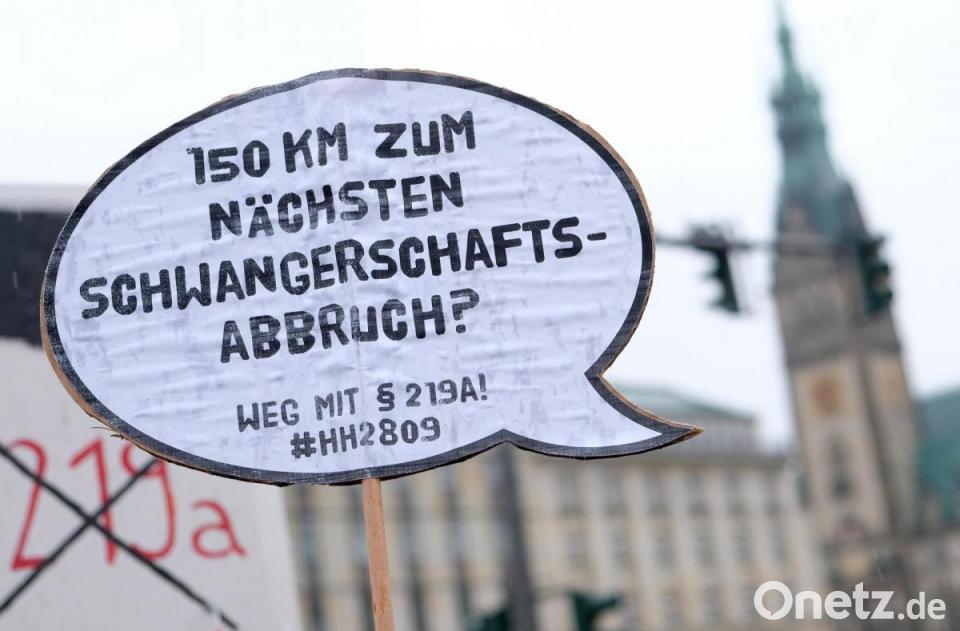 150 KM ZUM
NÄCHSTEN
SCHWANGERSCHAFTS-
ABBRUCH?
WEG MIT § 219A!
#HH2809
219a
Onetz.de